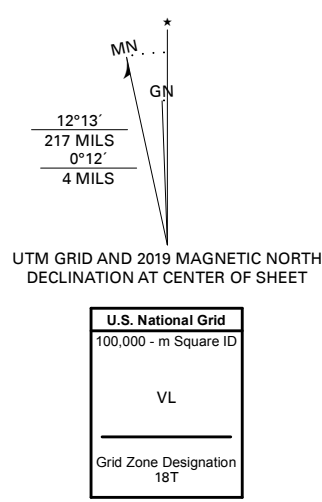 ★
MN
GN
12°13´
217 MILS
0°12´
4 MILS
UTM GRID AND 2019 MAGNETIC NORTH
DECLINATION AT CENTER OF SHEET
U.S. National Grid
100,000 - m Square ID
VL
Grid Zone Designation
18T